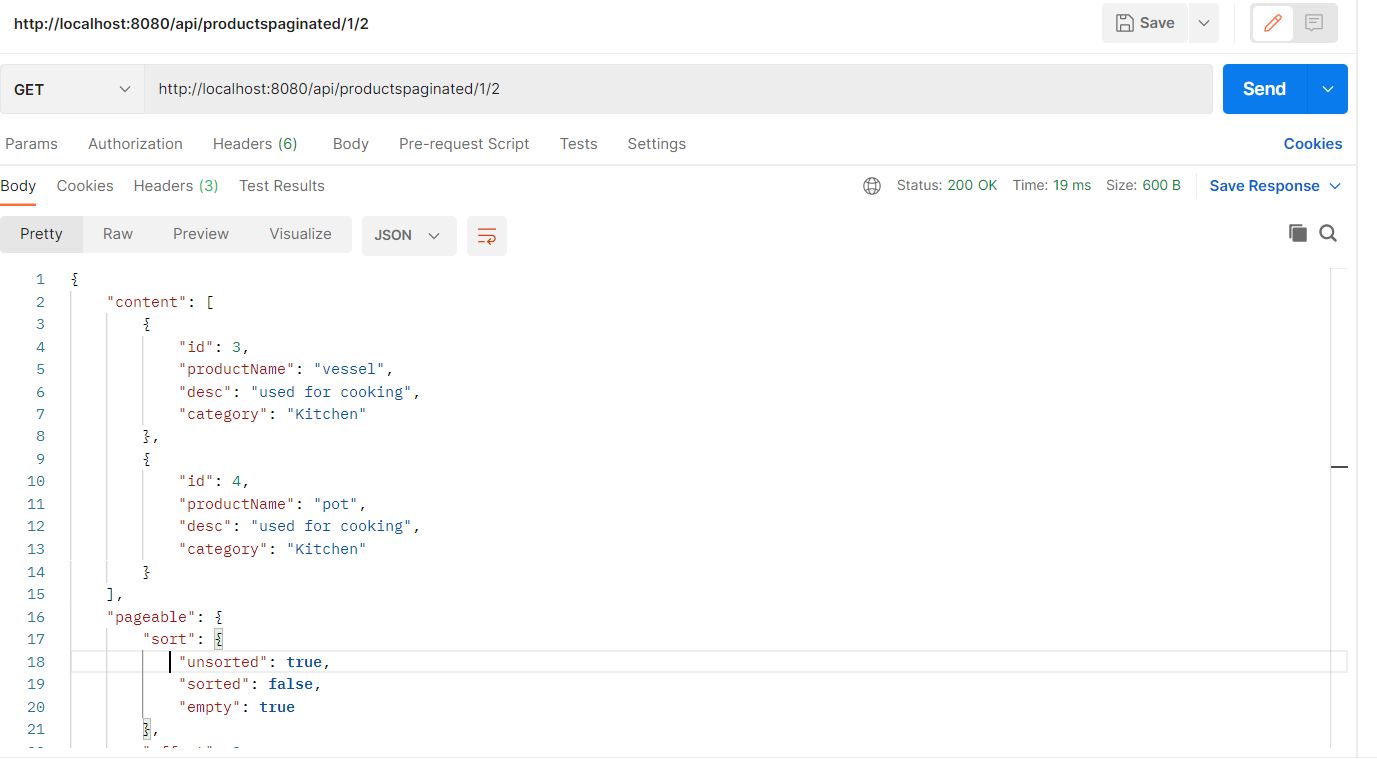 http://localhost:8080/api/productspaginated/1/2
Save
GET
http://localhost:8080/api/productspaginated/1/2
Send
Params Authorization Headers (6) Body Pre-request Script Tests Settings Cookies
Body Cookies Headers (3) Test Results Status: 200 OK Time: 19 ms Size: 600 B Save Response
Pretty Raw Preview Visualize JSON
1 {
2 "content": [
3 {
4 "id": 3,
5 "productName": "vessel",
6 "desc": "used for cooking",
7 "category": "Kitchen"
8 },
9 {
10 "id": 4,
11 "productName": "pot",
12 "desc": "used for cooking",
13 "category": "Kitchen"
14 }
15 ],
16 "pageable": {
17 "sort": {
18 "unsorted": true,
19 "sorted": false,
20 "empty": true
21 },